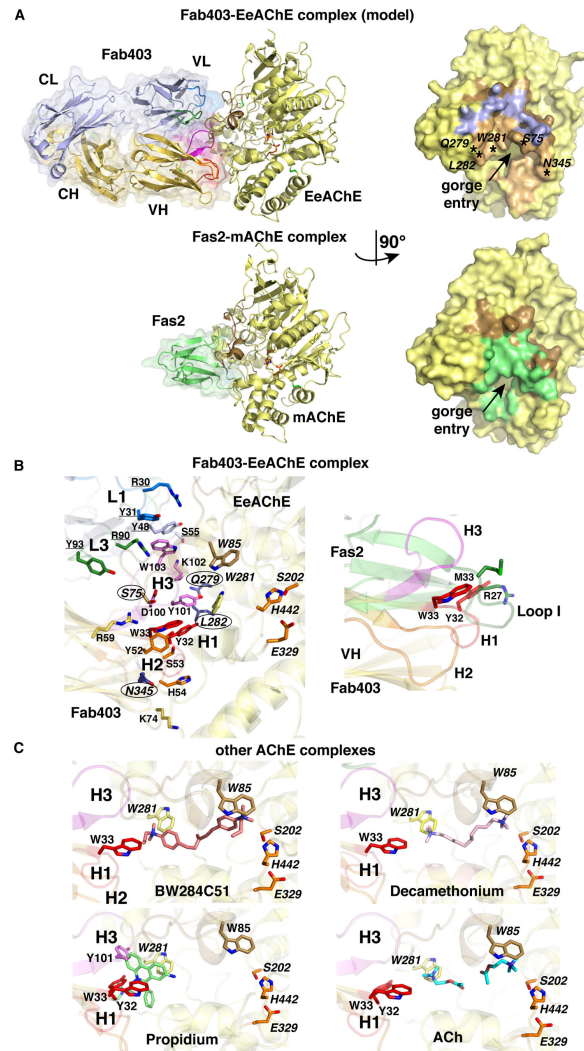 A
Fab403-EeAChE complex (model)
Fab403
CL
VL
CH
VH
EeAChE
Q279
W281
S75
L282
N345
*
*
*
*
*
gorge
entry
Fas2-mAChE complex
90°
Fas2
mAChE
gorge
entry
B
Fab403-EeAChE complex
R30
EeAChE
L1
Y31
Y48
L3
R90
S55
W85
Y93
W103
K102
Q279
W281
S202
S75
H3
D100
Y101
L282
H442
R59
W33
H1
Y32
Y52
E329
H2
S53
N345
H54
Fab403
K74
H3
Fas2
M33
R27
W33
Y32
Loop I
H1
VH
H2
Fab403
C
other AChE complexes
H3
W85
W281
S202
W33
H442
H1
H2
BW284C51
E329
H3
W85
W281
S202
W33
H442
H1
Decamethonium
E329
H3
W85
Y101
W281
S202
W33
Y32
H442
H1
Propidium
E329
H3
W85
W281
S202
W33
Y32
H442
H1
ACh
E329